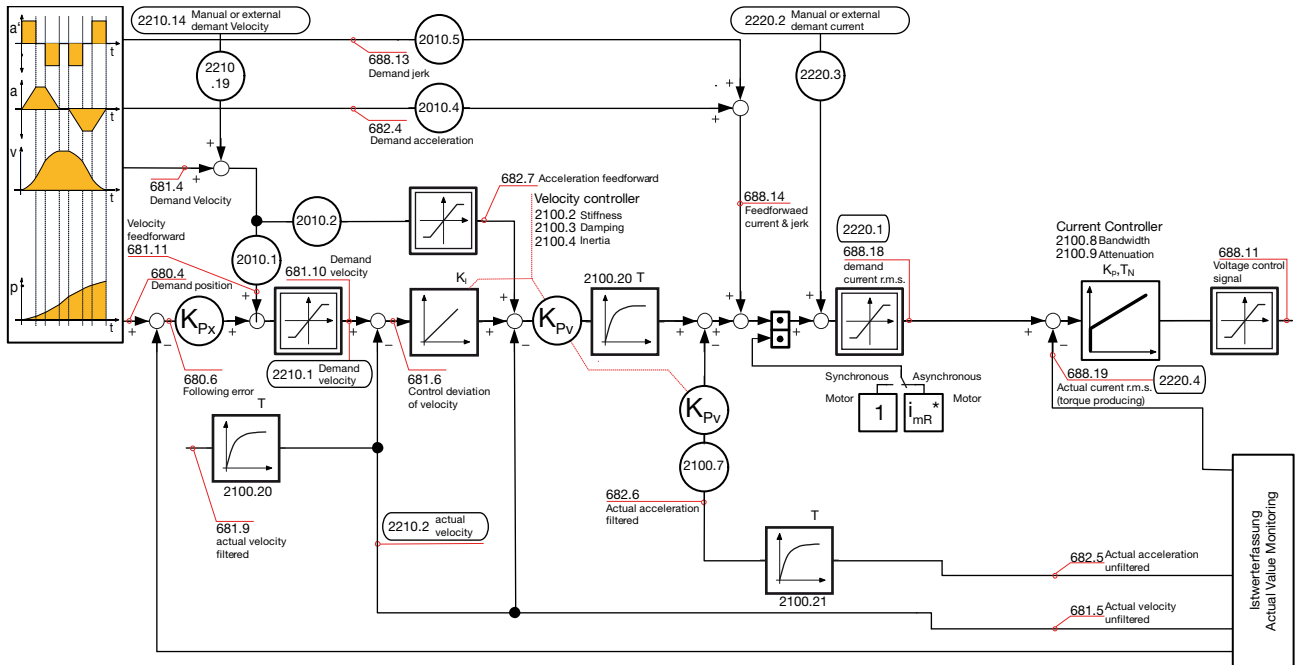 a'
t
a
t
v
t
p
t
2210.14 Manual or external
demant Velocity
2210
.19
688.13
Demand jerk
2010.5
682.4
Demand acceleration
2010.4
2220.2 Manual or external
demant current
2220.3
+
+
+
+
681.4
Demand Velocity
2010.2
682.7 Acceleration feedforward
Velocity controller
2100.2 Stiffness
2100.3 Damping
2100.4 Inertia
688.14
Feedforwaed
current & jerk
2220.1
688.18
demand
current r.m.s.
Current Controller
2100.8 Bandwidth
2100.9 Attenuation
KP, TN
688.11
Voltage control
signal
Velocity
feedforward
681.11
2010.1
681.10 Demand
velocity
KI
2100.20 T
680.4
Demand position
+
−
KPx
+
+
+
−
+
+
−
KPv
+
−
+
+
+
+
+
−
680.6
Following error
2210.1 Demand
velocity
681.6
Control deviation
of velocity
KPv
Synchronous
Motor
1
Asynchronous
Motor
imR*
688.19
Actual current r.m.s.
(torque producing)
2220.4
T
2100.20
681.9
actual velocity
filtered
2210.2 actual
velocity
2100.7
682.6
Actual acceleration
filtered
T
2100.21
682.5 Actual acceleration
unfiltered
681.5 Actual velocity
unfiltered
Istwerterfassung
Actual Value Monitoring